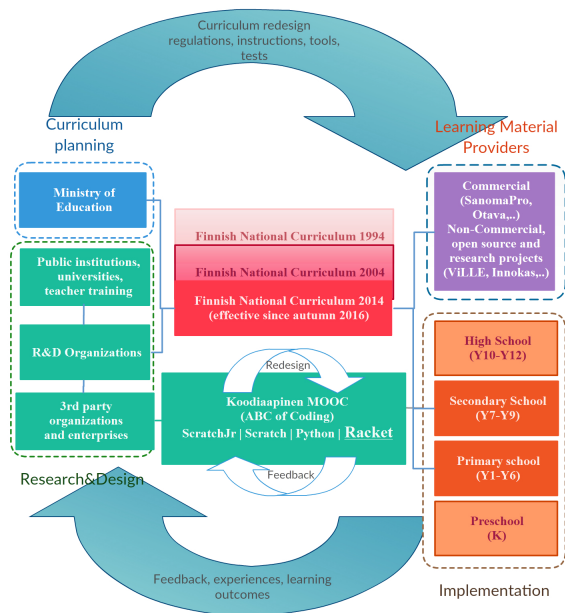 Curriculum redesign
regulations, instructions, tools,
tests
Curriculum
planning
Learning Material
Providers
Ministry of
Education
Commercial
(SanomaPro,
Otava,..)
Non-Commercial,
open source and
research projects
(ViLLE, Innokas,..)
Finnish National Curriculum 1994
Finnish National Curriculum 2004
Finnish National Curriculum 2014
(effective since autumn 2016)
Public institutions,
universities,
teacher training
R&D Organizations
3rd party
organizations
and enterprises
Research&Design
Redesign
Koodiaapinen MOOC
(ABC of Coding)
ScratchJr | Scratch | Python | Racket
Feedback
High School
(Y10-Y12)
Secondary School
(Y7-Y9)
Primary school
(Y1-Y6)
Preschool
(K)
Implementation
Feedback, experiences, learning
outcomes